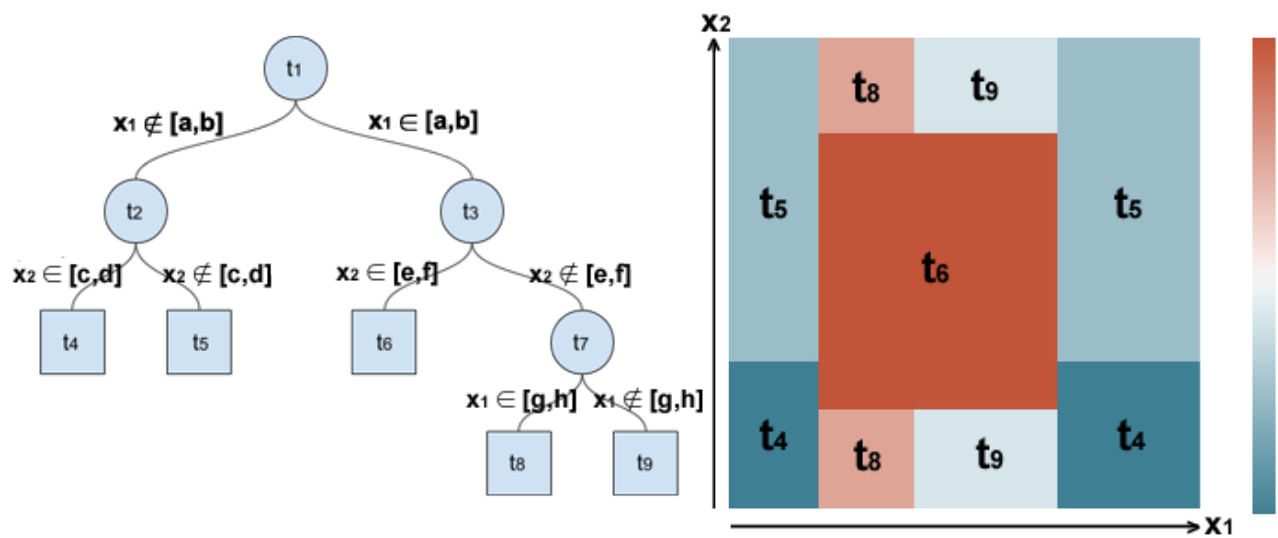 t1
x1 ∉ [a,b]
x1 ∈ [a,b]
t2
t3
x2 ∈ [c,d]
x2 ∉ [c,d]
x2 ∈ [e,f]
x2 ∉ [e,f]
t4
t5
t6
t7
x1 ∈ [g,h]
x1 ∉ [g,h]
t8
t9
x2
t8
t9
t5
t5
t6
t4
t4
t8
t9
x1